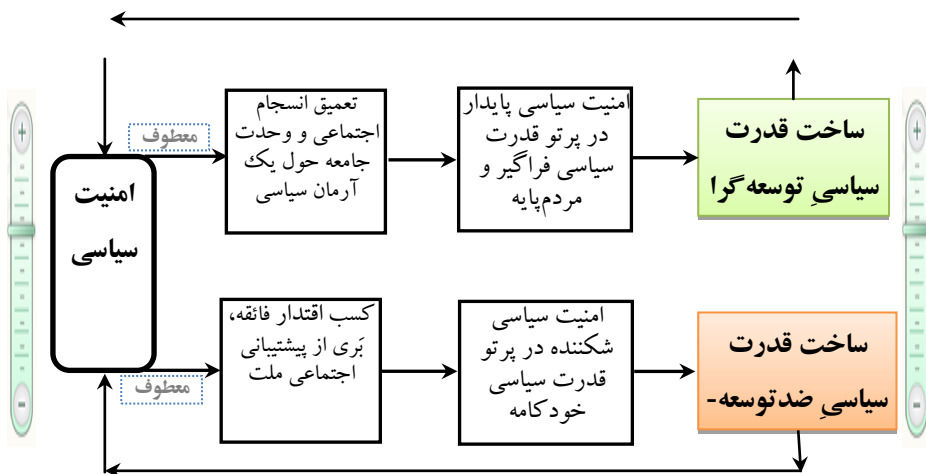 امنیت
سیاسی
معطوف
تعمیق انسجام
اجتماعی و وحدت
جامعه حول یک
آرمان سیاسی
امنیت سیاسی پایدار
در پرتو قدرت
سیاسی فراگیر و
مردم‌پایه
ساخت قدرت
سیاسیِ توسعه‌گرا
معطوف
کسب اقتدار فائقه،
بَری از پیشتیبانی
اجتماعی ملت
امنیت سیاسی
شکننده در پرتو
قدرت سیاسی
خودکامه
ساخت قدرت
سیاسیِ ضدتوسعه-